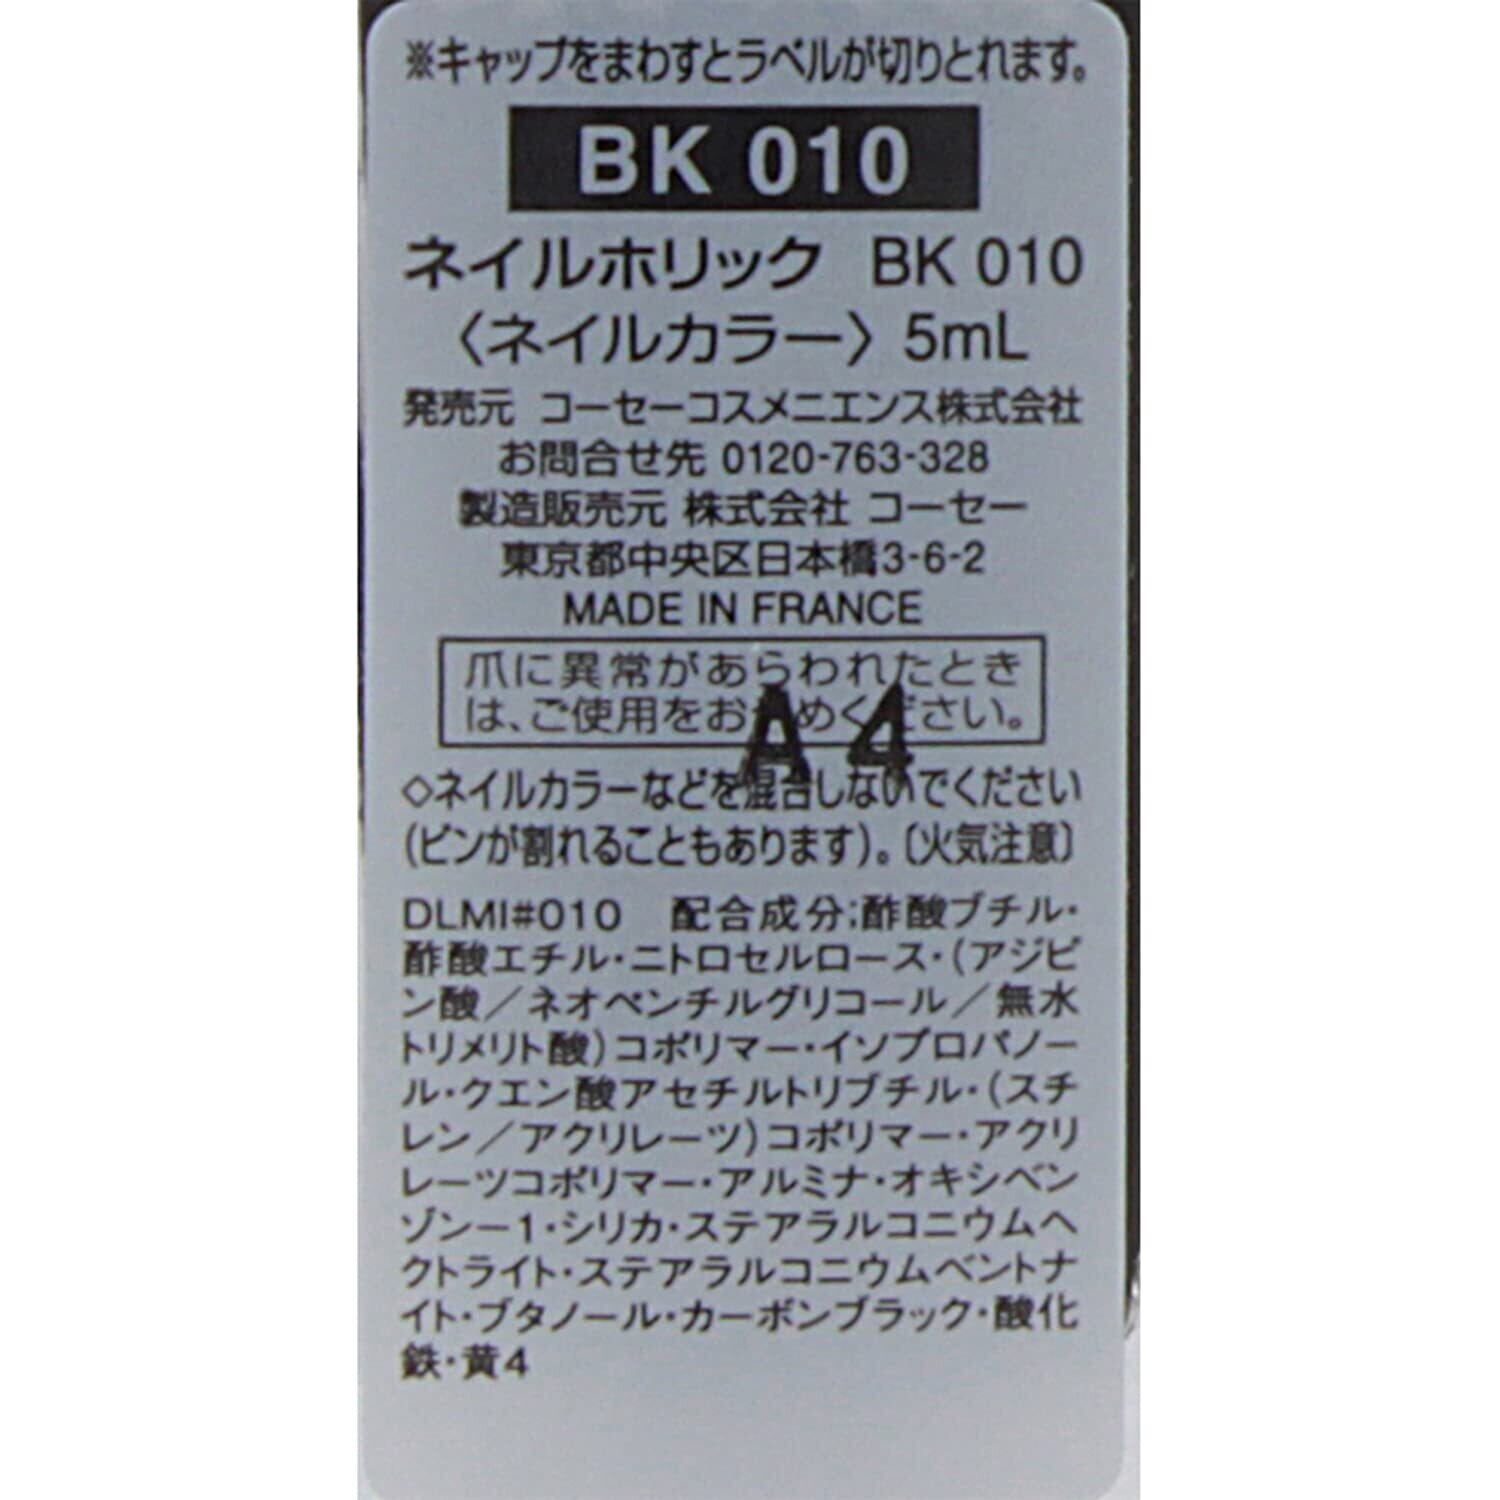 ※キャップをまわすとラベルが切りとれます。
BK 010
ネイルホリック BK 010
〈ネイルカラー〉5mL
発売元 コーセーコスメニエンス株式会社
お問合せ先 0120-763-328
製造販売元 株式会社 コーセー
東京都中央区日本橋3-6-2
MADE IN FRANCE
爪に異常があらわれたとき
は、ご使用をおやめください。
A4
◇ネイルカラーなどを混合しないでください
(ビンが割れることもあります)。〔火気注意〕
DLMI#010 配合成分:酢酸ブチル・
酢酸エチル・ニトロセルロース・(アジピ
ン酸/ネオペンチルグリコール/無水
トリメリト酸)コポリマー・イソプロパノー
ル・クエン酸アセチルトリブチル・(スチ
レン/アクリレーツ)コポリマー・アクリ
レーツコポリマー・アルミナ・オキシベン
ゾンー1・シリカ・ステアラルコニウムヘ
クトライト・ステアラルコニウムベントナ
イト・ブタノール・カーボンブラック・酸化
鉄・黄4